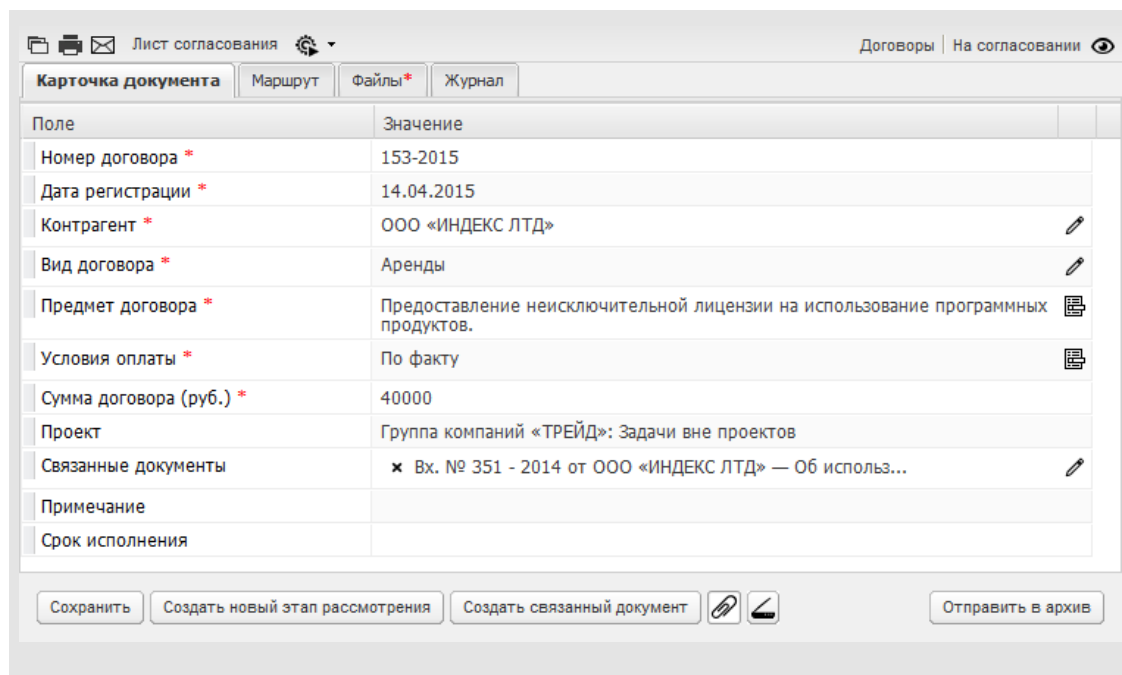 Лист согласования Договоры На согласовании
Карточка документа Маршрут Файлы* Журнал
Поле Значение
Номер договора * 153-2015
Дата регистрации * 14.04.2015
Контрагент * ООО «ИНДЕКС ЛТД»
Вид договора * Аренды
Предмет договора * Предоставление неисключительной лицензии на использование программных
продуктов.
Условия оплаты * По факту
Сумма договора (руб.) * 40000
Проект Группа компаний «ТРЕЙД»: Задачи вне проектов
Связанные документы × Вх. № 351 - 2014 от ООО «ИНДЕКС ЛТД» — Об использ...
Примечание
Срок исполнения
Сохранить Создать новый этап рассмотрения Создать связанный документ Отправить в архив